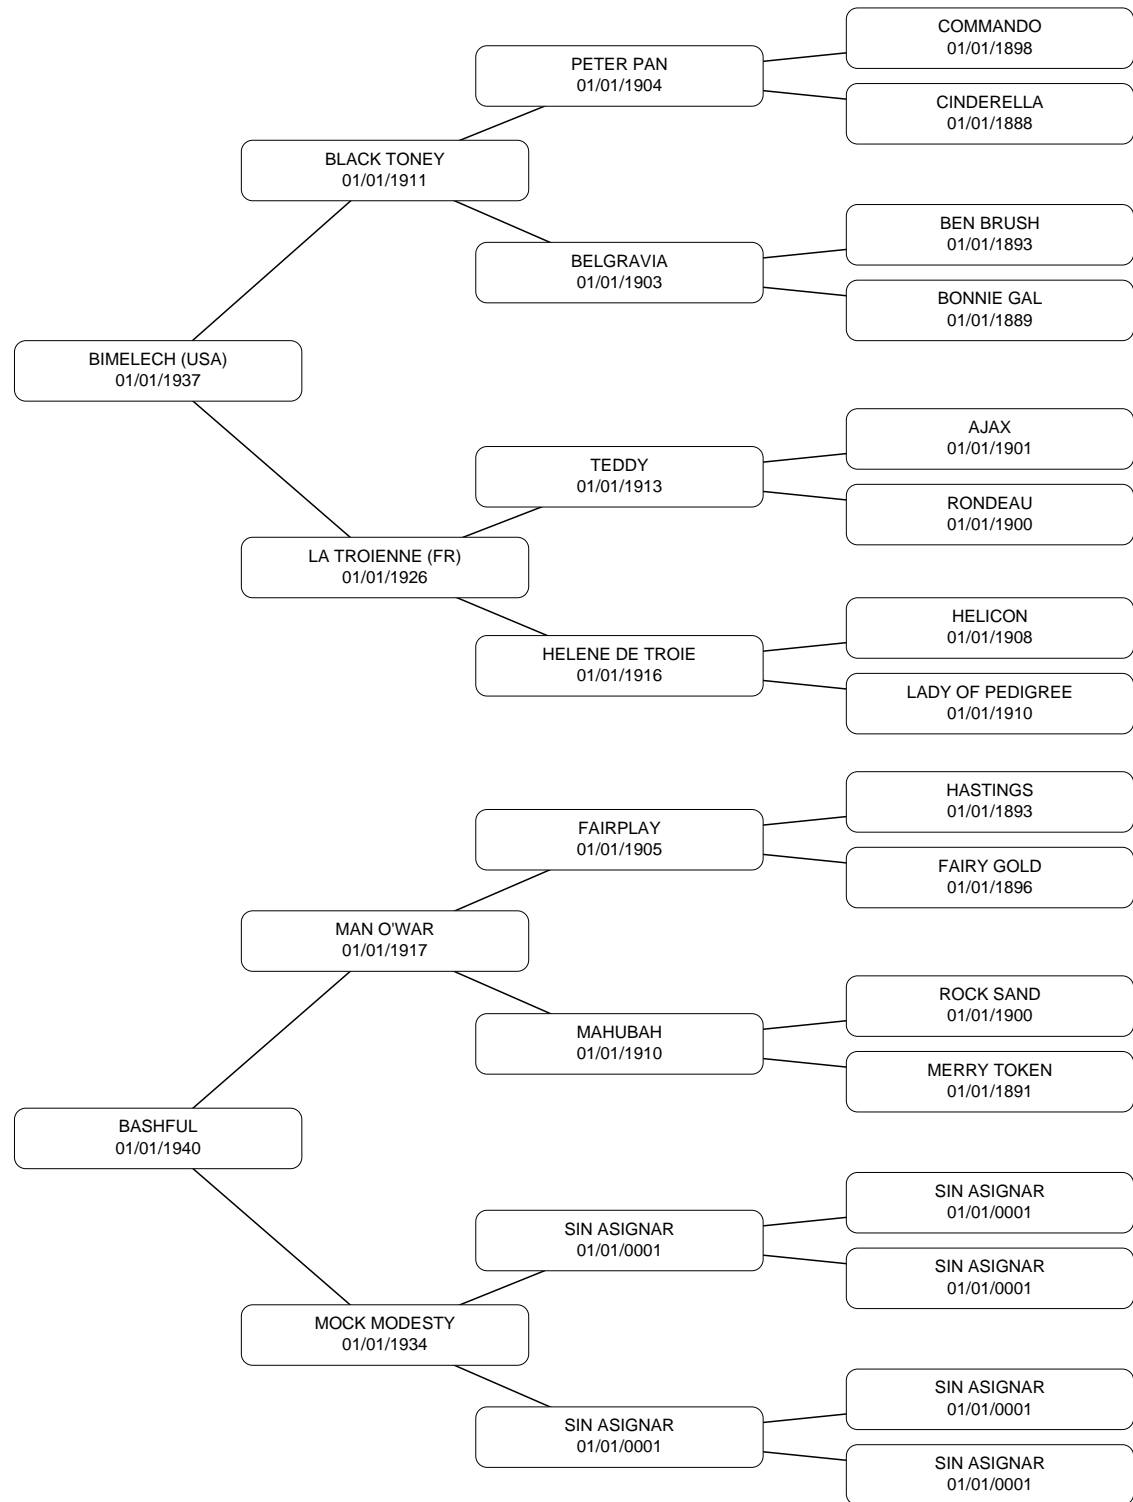 COMMANDO
01/01/1898
PETER PAN
01/01/1904
CINDERELLA
01/01/1888
BLACK TONEY
01/01/1911
BEN BRUSH
01/01/1893
BELGRAVIA
01/01/1903
BONNIE GAL
01/01/1889
BIMELECH (USA)
01/01/1937
AJAX
01/01/1901
TEDDY
01/01/1913
RONDEAU
01/01/1900
LA TROIENNE (FR)
01/01/1926
HELICON
01/01/1908
HELENE DE TROIE
01/01/1916
LADY OF PEDIGREE
01/01/1910
HASTINGS
01/01/1893
FAIRPLAY
01/01/1905
FAIRY GOLD
01/01/1896
MAN O'WAR
01/01/1917
ROCK SAND
01/01/1900
MAHUBAH
01/01/1910
MERRY TOKEN
01/01/1891
BASHFUL
01/01/1940
SIN ASIGNAR
01/01/0001
SIN ASIGNAR
01/01/0001
SIN ASIGNAR
01/01/0001
MOCK MODESTY
01/01/1934
SIN ASIGNAR
01/01/0001
SIN ASIGNAR
01/01/0001
SIN ASIGNAR
01/01/0001